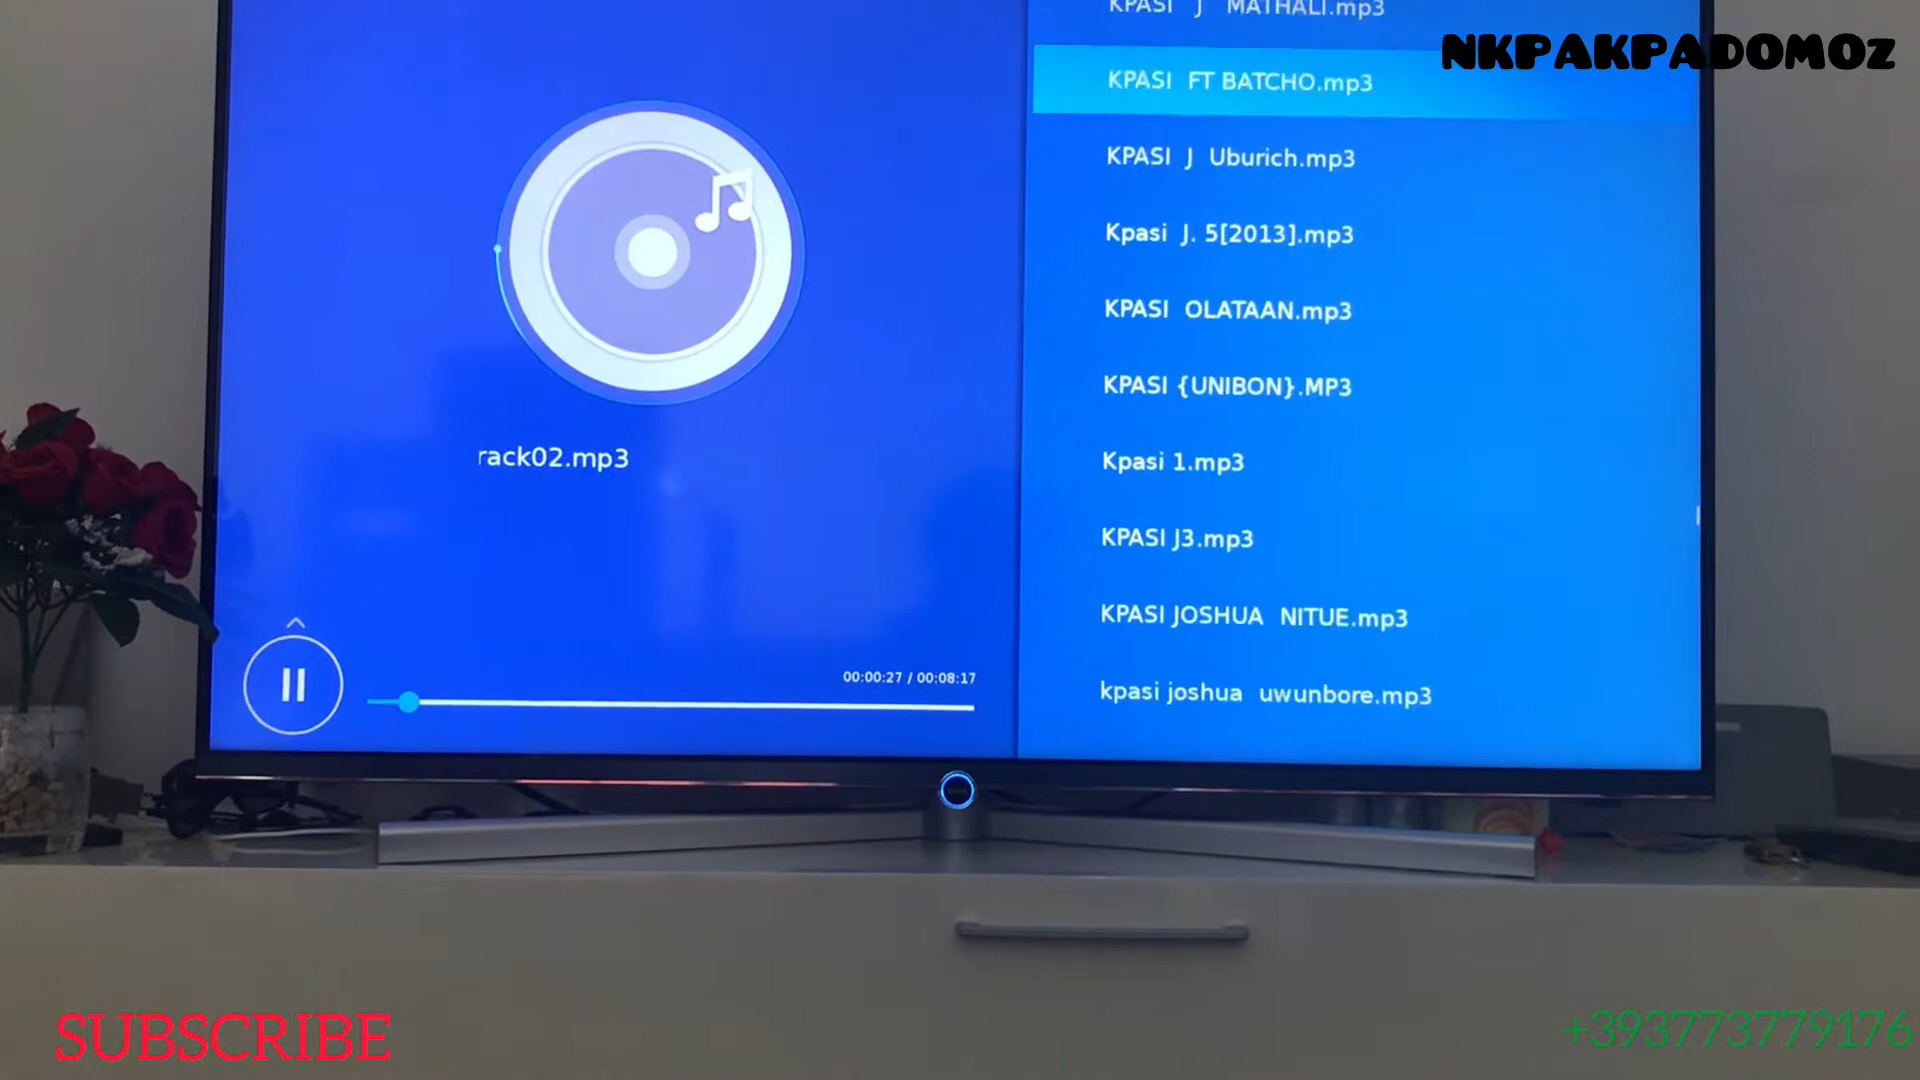 KPASI J MATHALI.mp3
NKPAKPADOMOZ
KPASI FT BATCHO.mp3
KPASI J Uburich.mp3
Kpasi J. 5[2013].mp3
KPASI OLATAAN.mp3
KPASI {UNIBON}.MP3
rack02.mp3
Kpasi 1.mp3
KPASI J3.mp3
KPASI JOSHUA NITUE.mp3
00:00:27 / 00:08:17
kpasi joshua uwunbore.mp3
SUBSCRIBE
+393773779176